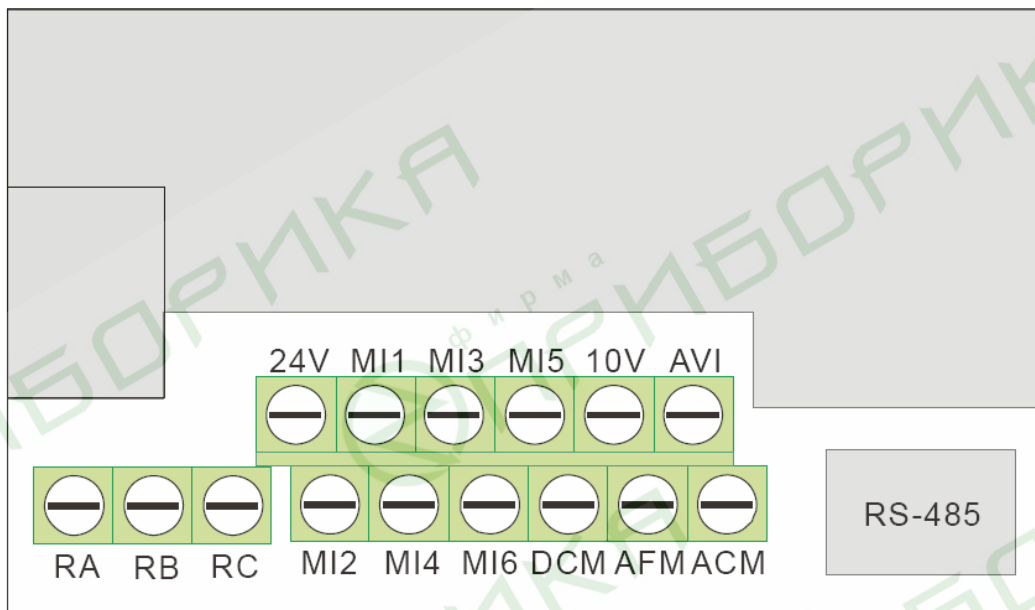 ПРИБОРИКА
фирма
ПРИБОРИКА
24V MI1 MI3 MI5 10V AVI
RS-485
RA RB RC MI2 MI4 MI6 DCM AFM ACM